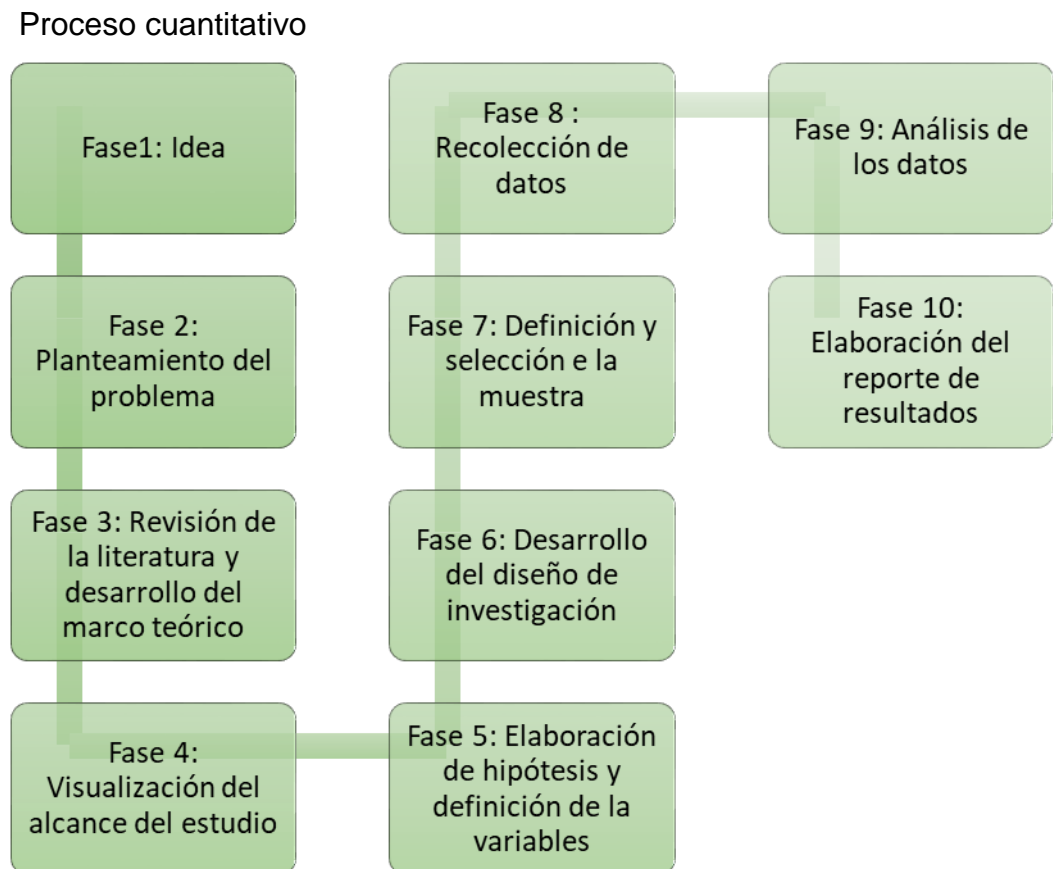 Proceso cuantitativo
Fase1: Idea
Fase 2:
Planteamiento del
problema
Fase 3: Revisión de
la literatura y
desarrollo del
marco teórico
Fase 4:
Visualización del
alcance del estudio
Fase 5: Elaboración
de hipótesis y
definición de la
variables
Fase 6: Desarrollo
del diseño de
investigación
Fase 7: Definición y
selección e la
muestra
Fase 8 :
Recolección de
datos
Fase 9: Análisis de
los datos
Fase 10:
Elaboración del
reporte de
resultados